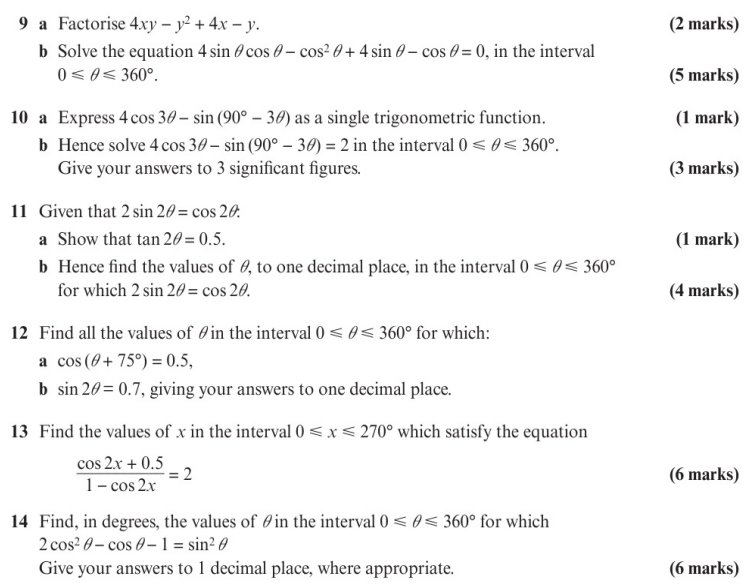 9 a Factorise 4xy − y² + 4x − y. (2 marks)
b Solve the equation 4 sin θ cos θ − cos² θ + 4 sin θ − cos θ = 0, in the interval
0 ⩽ θ ⩽ 360°. (5 marks)
10 a Express 4 cos 3θ − sin (90° − 3θ) as a single trigonometric function. (1 mark)
b Hence solve 4 cos 3θ − sin (90° − 3θ) = 2 in the interval 0 ⩽ θ ⩽ 360°.
Give your answers to 3 significant figures. (3 marks)
11 Given that 2 sin 2θ = cos 2θ:
a Show that tan 2θ = 0.5. (1 mark)
b Hence find the values of θ, to one decimal place, in the interval 0 ⩽ θ ⩽ 360°
for which 2 sin 2θ = cos 2θ. (4 marks)
12 Find all the values of θ in the interval 0 ⩽ θ ⩽ 360° for which:
a cos (θ + 75°) = 0.5,
b sin 2θ = 0.7, giving your answers to one decimal place.
13 Find the values of x in the interval 0 ⩽ x ⩽ 270° which satisfy the equation
cos 2x + 0.5
1 − cos 2x
= 2 (6 marks)
14 Find, in degrees, the values of θ in the interval 0 ⩽ θ ⩽ 360° for which
2 cos² θ − cos θ − 1 = sin² θ
Give your answers to 1 decimal place, where appropriate. (6 marks)